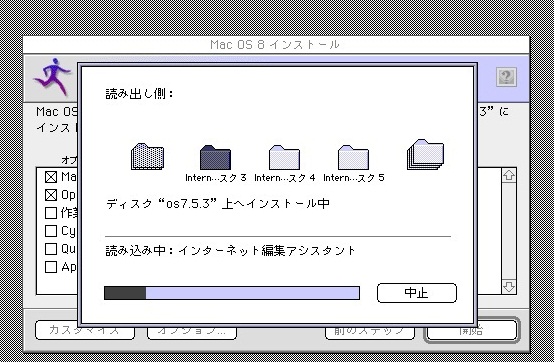 Mac OS 8 インストール
?
Mac OS
3” に
インスト
読み出し側：
Intern…スク 3 Intern…スク 4 Intern…スク 5
ディスク “os7.5.3” 上へインストール中
読み込み中：インターネット編集アシスタント
中止
オプ
Ma
Op
作業
Cy
Qu
Ap
カスタマイズ
オプション...
前のステップ
開始